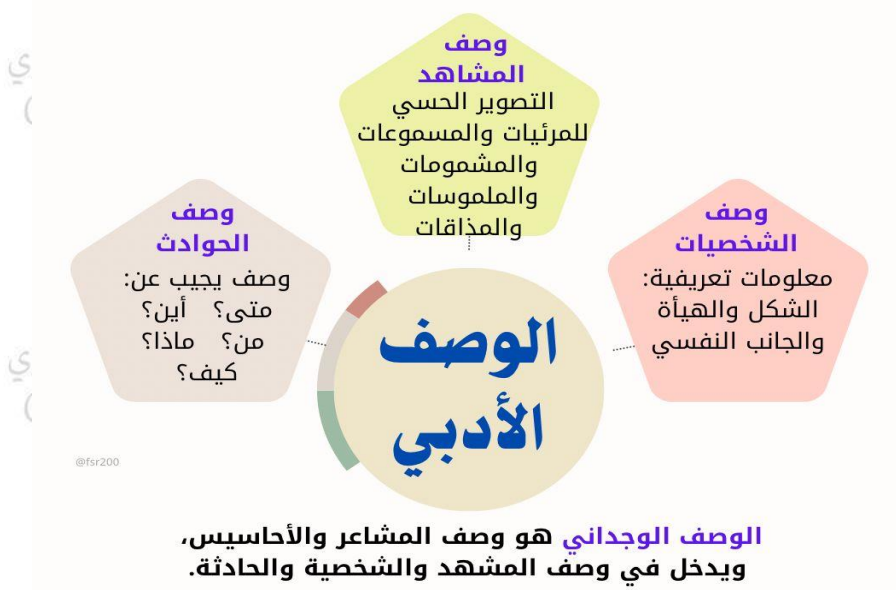 وصف
المشاهد
التصوير الحسي
للمرئيات والمسموعات
والمشمومات
والملموسات
والمذاقات
وصف
الشخصيات
معلومات تعريفية:
الشكل والهيأة
والجانب النفسي
وصف
الحوادث
وصف يجيب عن:
متى؟ أين؟
من؟ ماذا؟
كيف؟
الوصف
الأدبي
@fsr200
الوصف الوجداني هو وصف المشاعر والأحاسيس،
ويدخل في وصف المشهد والشخصية والحادثة.